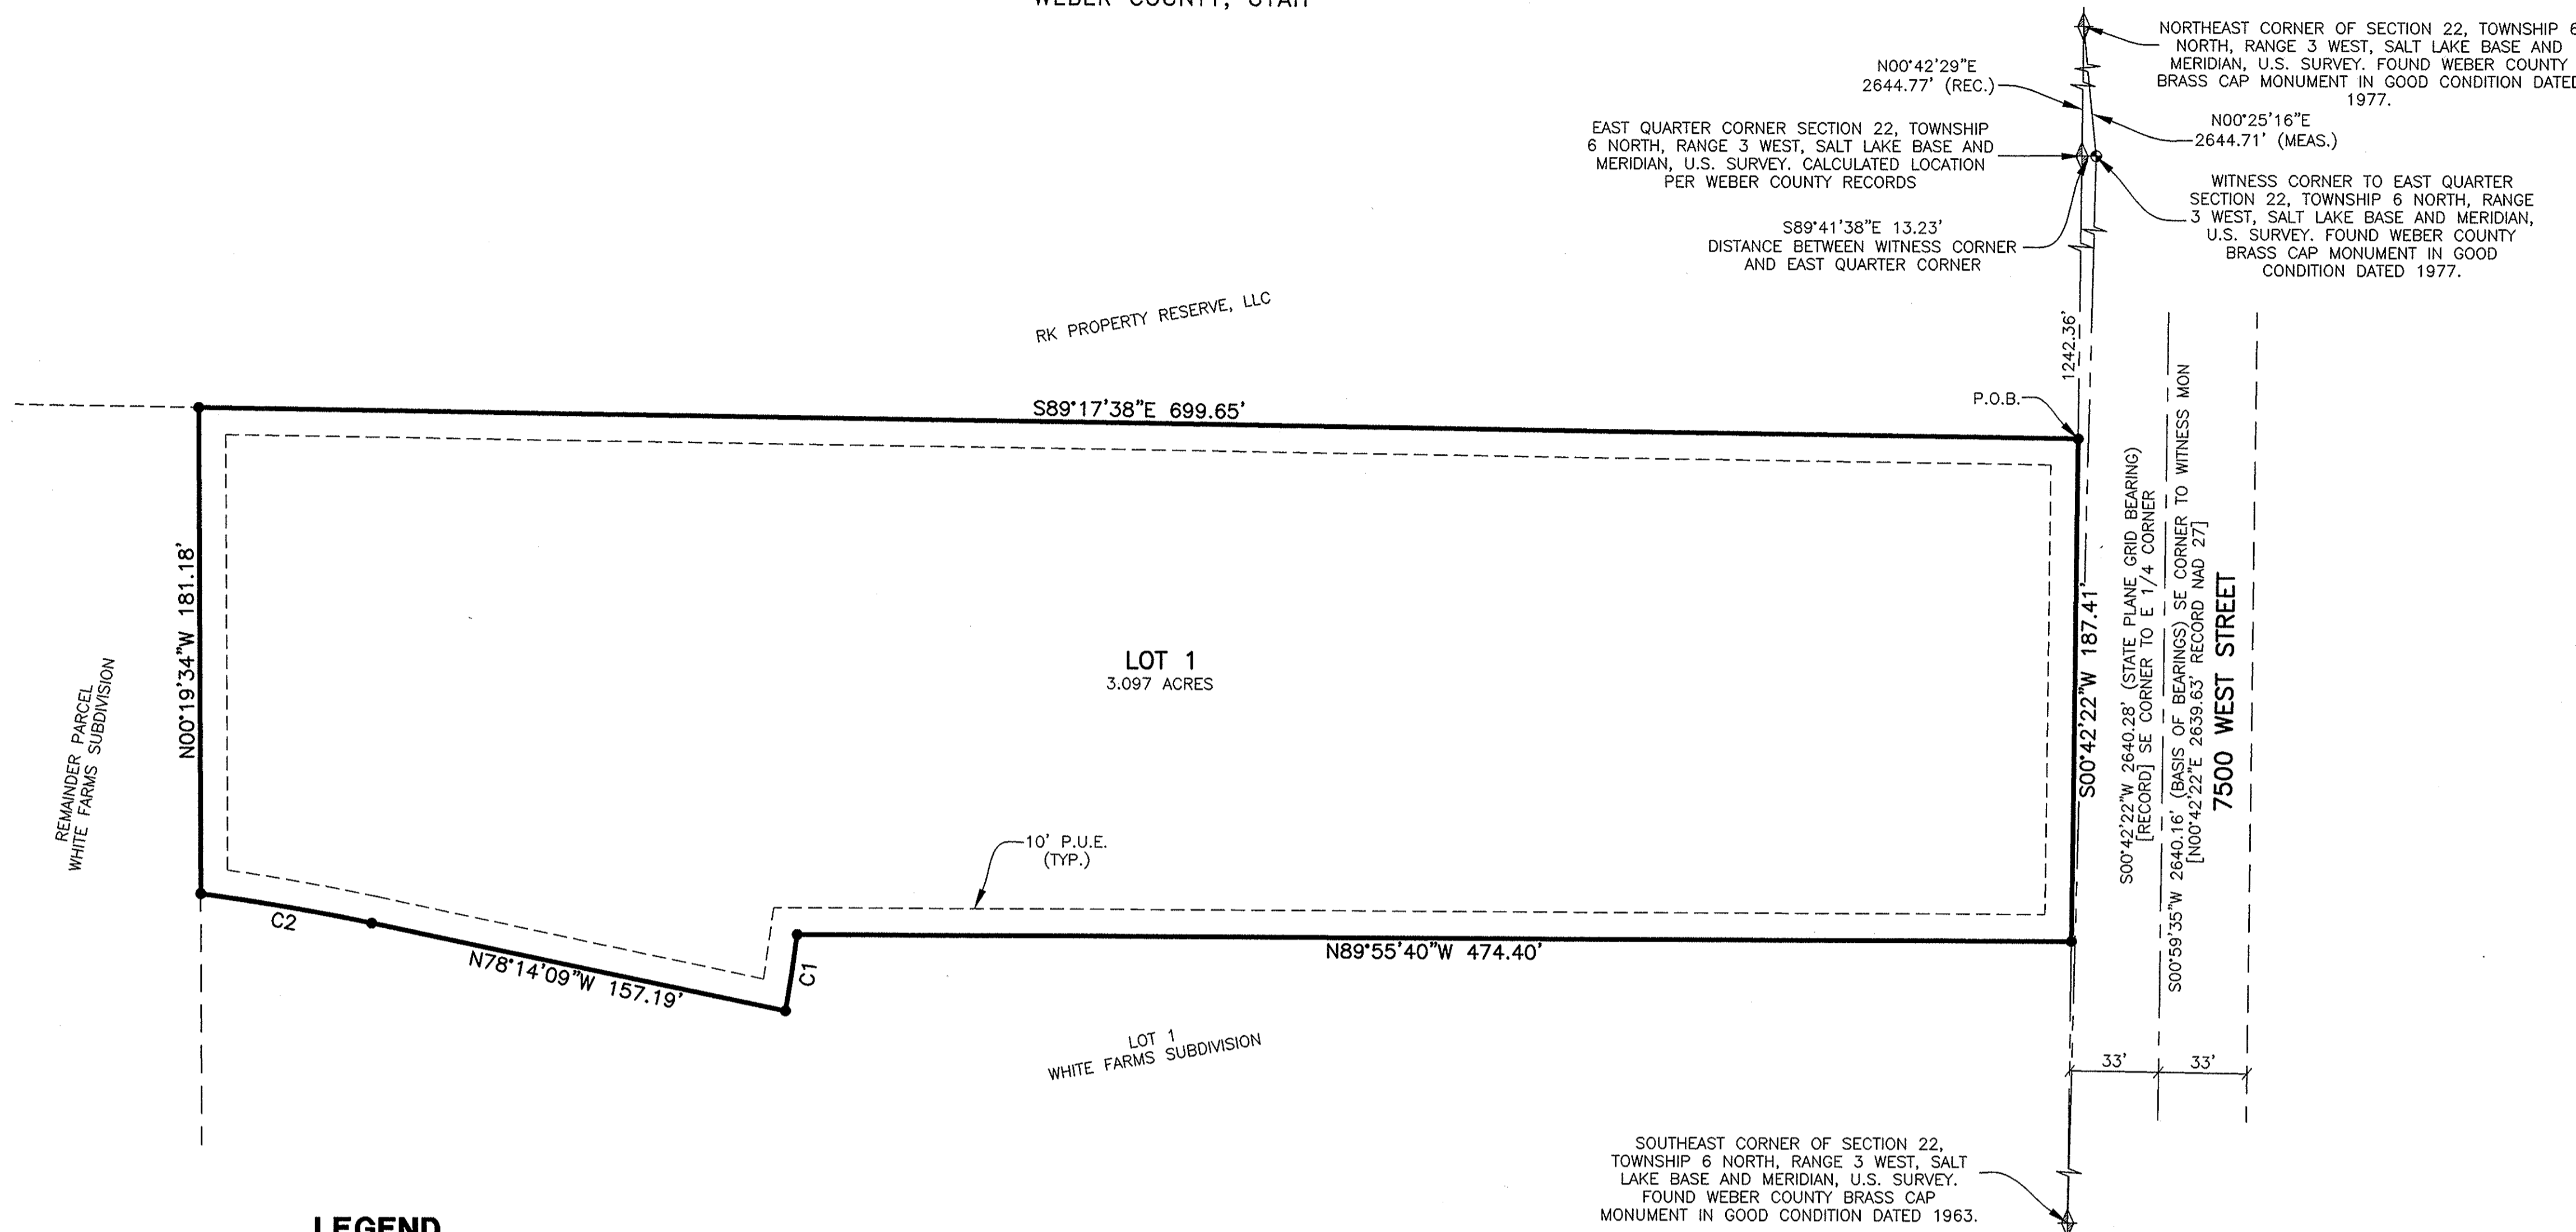 WEBER COUNTY, UTAH
NORTHEAST CORNER OF SECTION 22, TOWNSHIP 6
NORTH, RANGE 3 WEST, SALT LAKE BASE AND
MERIDIAN, U.S. SURVEY. FOUND WEBER COUNTY
BRASS CAP MONUMENT IN GOOD CONDITION DATED
1977.
N00°42'29"E
2644.77' (REC.)
N00°25'16"E
2644.71' (MEAS.)
EAST QUARTER CORNER SECTION 22, TOWNSHIP
6 NORTH, RANGE 3 WEST, SALT LAKE BASE AND
MERIDIAN, U.S. SURVEY. CALCULATED LOCATION
PER WEBER COUNTY RECORDS
WITNESS CORNER TO EAST QUARTER
SECTION 22, TOWNSHIP 6 NORTH, RANGE
3 WEST, SALT LAKE BASE AND MERIDIAN,
U.S. SURVEY. FOUND WEBER COUNTY
BRASS CAP MONUMENT IN GOOD
CONDITION DATED 1977.
S89°41'38"E 13.23'
DISTANCE BETWEEN WITNESS CORNER
AND EAST QUARTER CORNER
RK PROPERTY RESERVE, LLC
1242.36'
P.O.B.
S89°17'38"E 699.65'
N00°19'34"W 181.18'
REMAINDER PARCEL
WHITE FARMS SUBDIVISION
LOT 1
3.097 ACRES
S00°42'22"W 187.41'
S00°42'22"W 2640.28' (STATE PLANE GRID BEARING)
[RECORD] SE CORNER TO E 1/4 CORNER
S00°59'35"W 2640.16' (BASIS OF BEARINGS) SE CORNER TO WITNESS MON
[N00°42'22"E 2639.63' RECORD NAD 27]
7500 WEST STREET
10' P.U.E.
(TYP.)
C2
N78°14'09"W 157.19'
C1
N89°55'40"W 474.40'
LOT 1
WHITE FARMS SUBDIVISION
33'
33'
SOUTHEAST CORNER OF SECTION 22,
TOWNSHIP 6 NORTH, RANGE 3 WEST, SALT
LAKE BASE AND MERIDIAN, U.S. SURVEY.
FOUND WEBER COUNTY BRASS CAP
MONUMENT IN GOOD CONDITION DATED 1963.
LEGEND